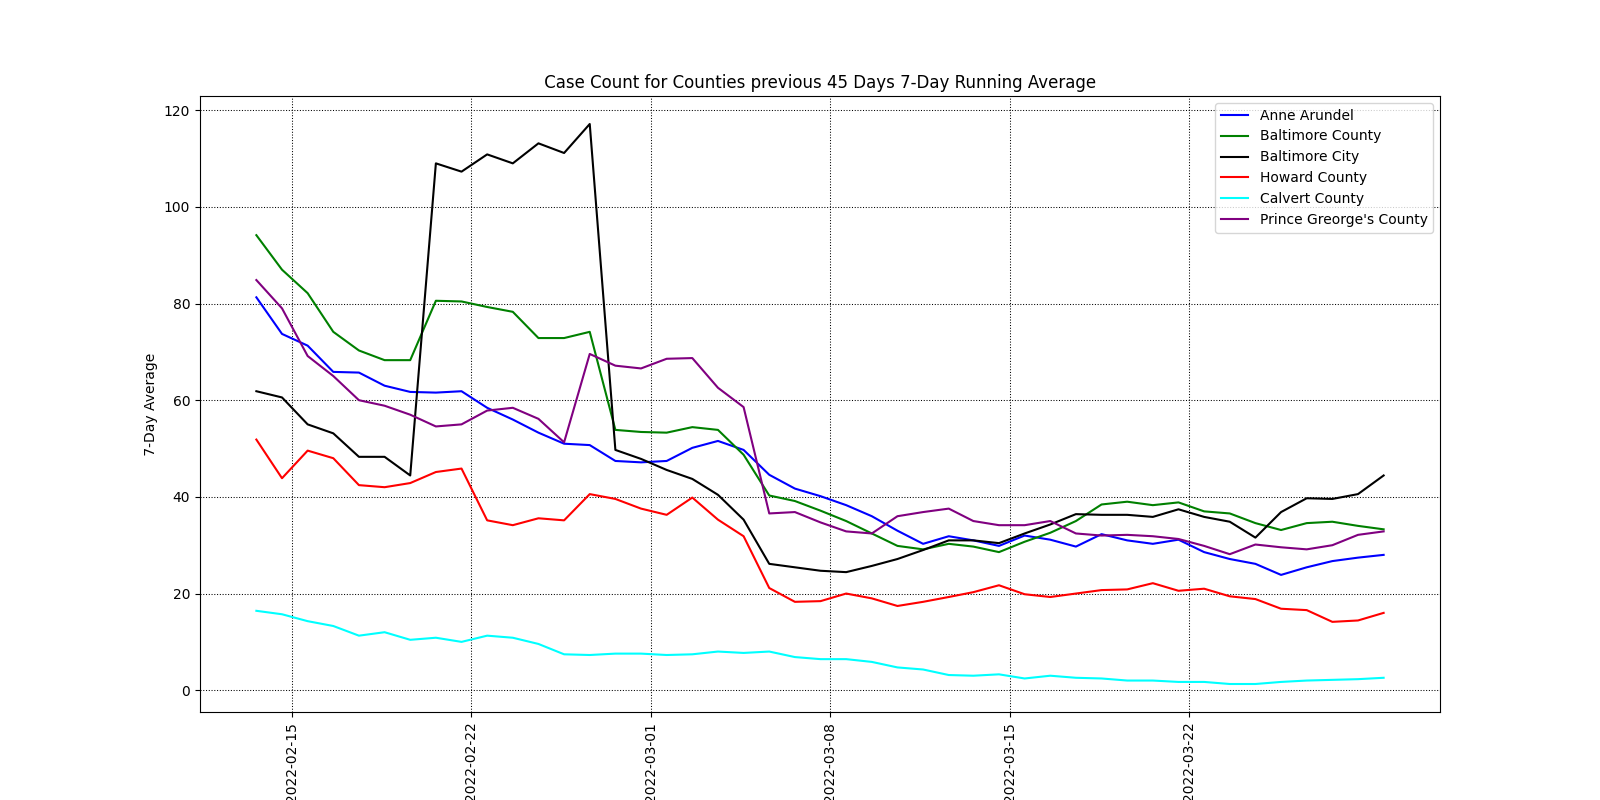 Case Count for Counties previous 45 Days 7-Day Running Average
120
100
80
60
40
20
0
7-Day Average
Anne Arundel
Baltimore County
Baltimore City
Howard County
Calvert County
Prince Greorge's County
2022-02-15
2022-02-22
2022-03-01
2022-03-08
2022-03-15
2022-03-22